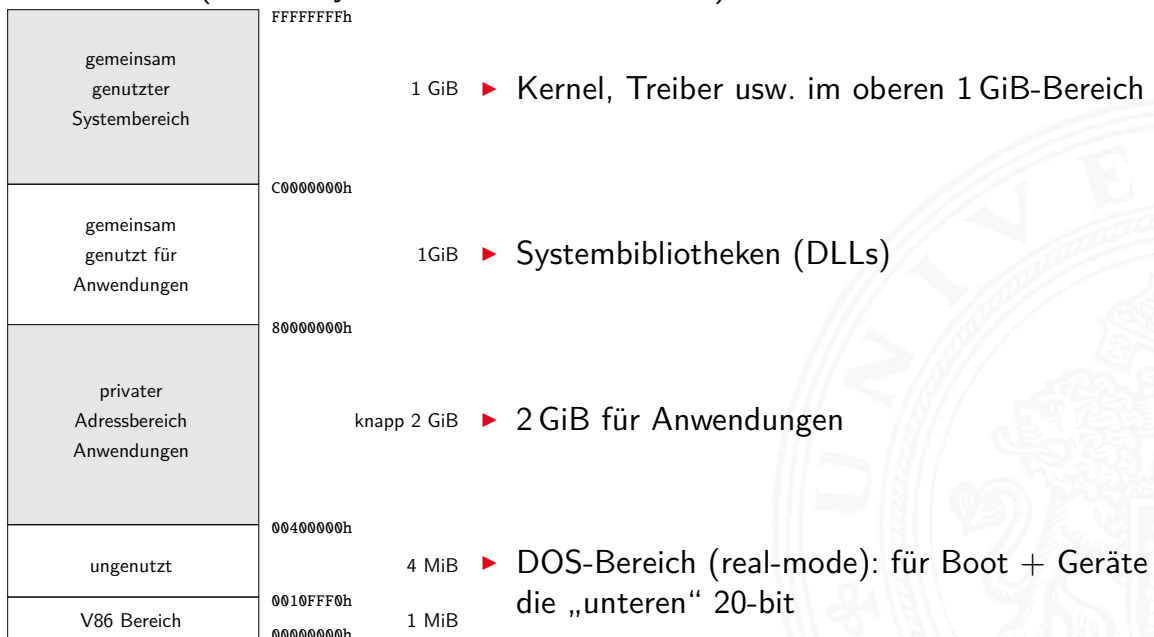 FFFFFFFFh
gemeinsam
genutzter
Systembereich
1 GiB ► Kernel, Treiber usw. im oberen 1 GiB-Bereich
C0000000h
gemeinsam
genutzt für
Anwendungen
1GiB ► Systembibliotheken (DLLs)
80000000h
privater
Adressbereich
Anwendungen
knapp 2 GiB ► 2 GiB für Anwendungen
00400000h
ungenutzt
4 MiB ► DOS-Bereich (real-mode): für Boot + Geräte
die „unteren“ 20-bit
0010FFF0h
V86 Bereich
1 MiB
00000000h
UNIVE